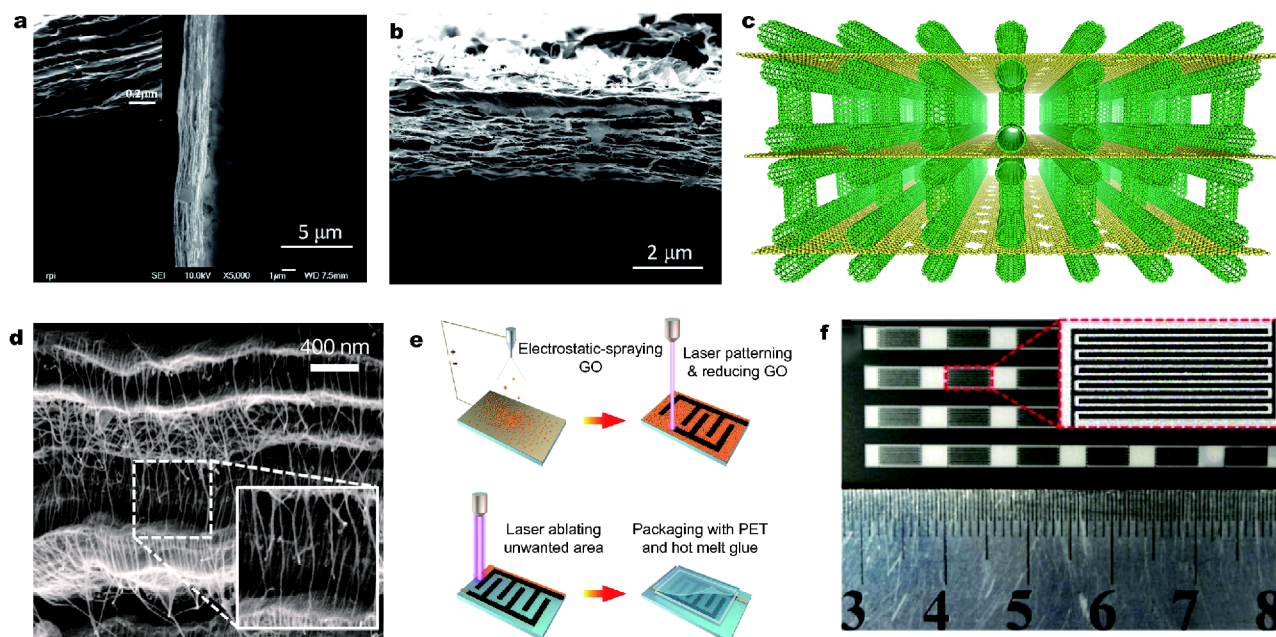 a
0.2μm
5 μm
rpi SEI 10.0kV X5,000 1μm WD 7.5mm
b
2 μm
c
d
400 nm
e
+
-
Electrostatic-spraying
GO
Laser patterning
& reducing GO
Laser ablating
unwanted area
Packaging with PET
and hot melt glue
f
3 4 5 6 7 8